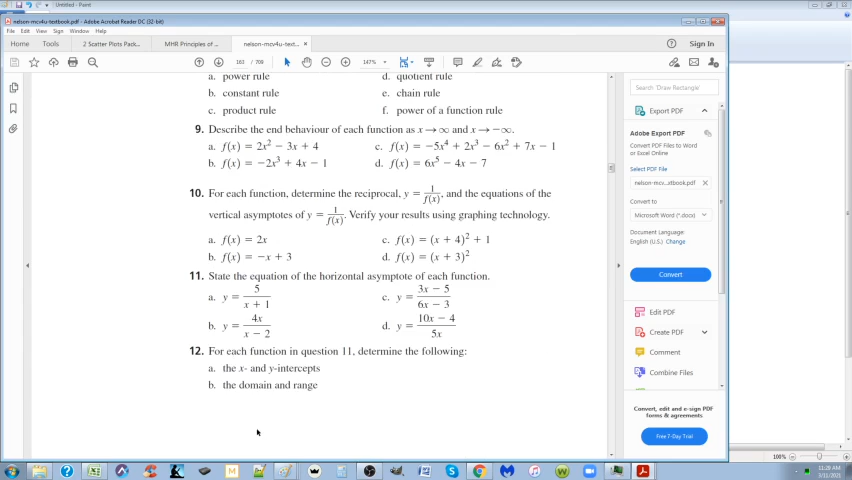 Untitled - Paint
nelson-mcv4u-textbook.pdf - Adobe Acrobat Reader DC (32-bit)
File Edit View Sign Window Help
Home Tools 2 Scatter Plots Pack... MHR Principles of ... nelson-mcv4u-text... × Sign In
163 / 709 147%
a. power rule d. quotient rule
b. constant rule e. chain rule
c. product rule f. power of a function rule
9. Describe the end behaviour of each function as x → ∞ and x → −∞.
a. f(x) = 2x² − 3x + 4 c. f(x) = −5x⁴ + 2x³ − 6x² + 7x − 1
b. f(x) = −2x³ + 4x − 1 d. f(x) = 6x⁵ − 4x − 7
10. For each function, determine the reciprocal, y = 1/f(x), and the equations of the
vertical asymptotes of y = 1/f(x). Verify your results using graphing technology.
a. f(x) = 2x c. f(x) = (x + 4)² + 1
b. f(x) = −x + 3 d. f(x) = (x + 3)²
11. State the equation of the horizontal asymptote of each function.
a. y = 5/(x + 1) c. y = (3x − 5)/(6x − 3)
b. y = 4x/(x − 2) d. y = (10x − 4)/5x
12. For each function in question 11, determine the following:
a. the x- and y-intercepts
b. the domain and range
Search 'Draw Rectangle'
Export PDF
Adobe Export PDF
Convert PDF Files to Word
or Excel Online
Select PDF File
nelson-mcv...xtbook.pdf ×
Convert to
Microsoft Word (*.docx)
Document Language:
English (U.S.) Change
Convert
Edit PDF
Create PDF
Comment
Combine Files
Convert, edit and e-sign PDF
forms & agreements
Free 7-Day Trial
100%
11:26 AM